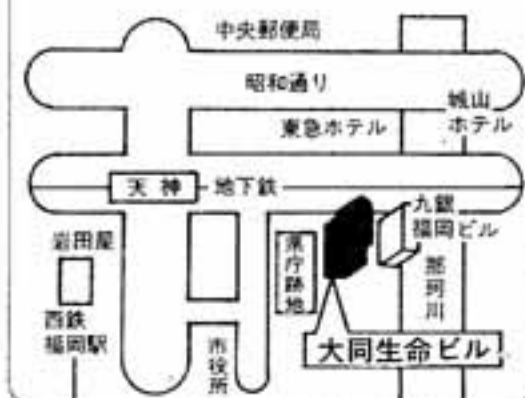 中央郵便局
昭和通り
城山
ホテル
東急ホテル
天神
地下鉄
岩田屋
西鉄
福岡駅
市役所
県庁跡地
九銀
福岡ビル
那珂川
大同生命ビル